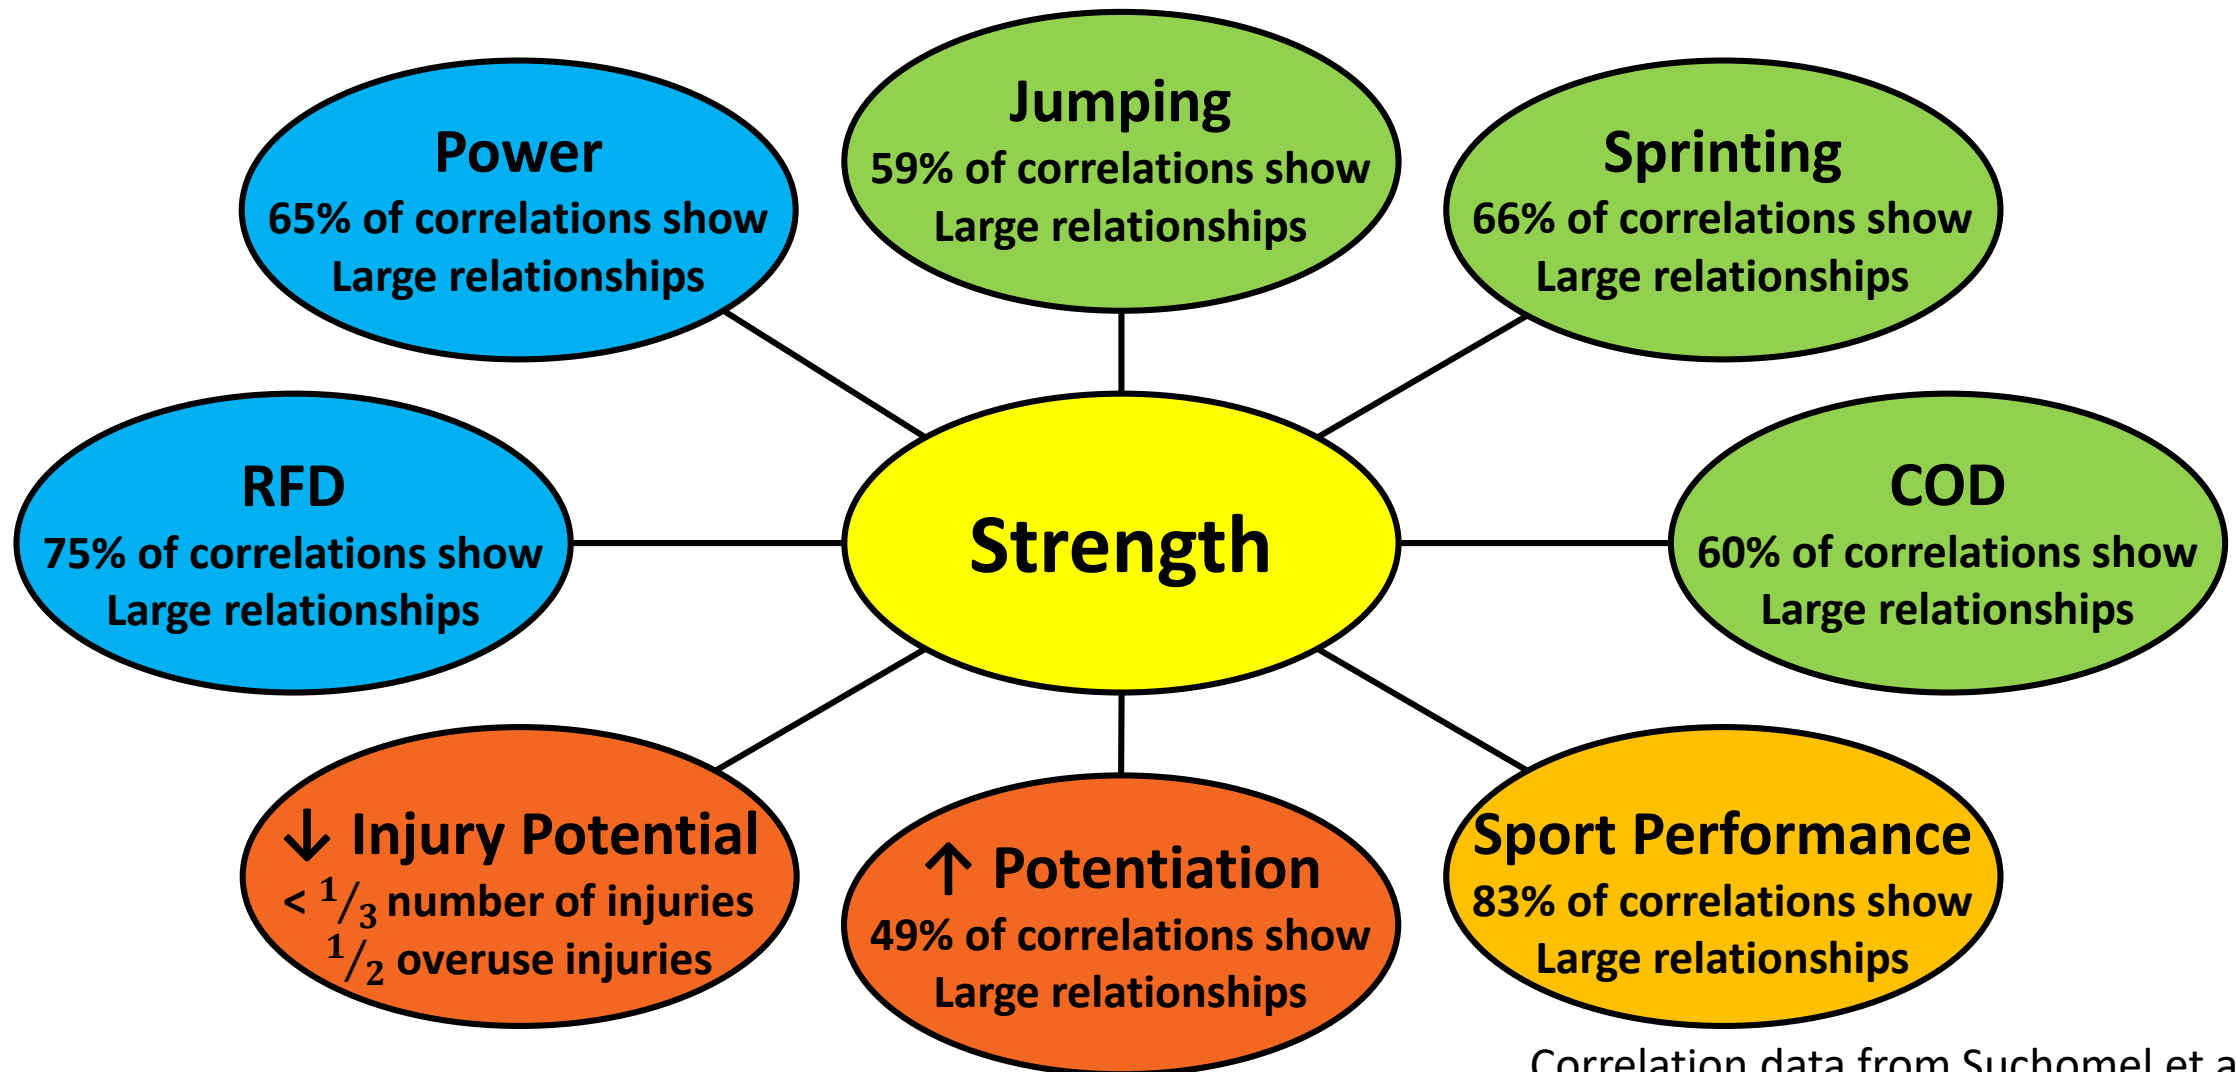 Jumping
59% of correlations show
Large relationships
Power
65% of correlations show
Large relationships
Sprinting
66% of correlations show
Large relationships
RFD
75% of correlations show
Large relationships
Strength
COD
60% of correlations show
Large relationships
↓ Injury Potential
< 1/3 number of injuries
1/2 overuse injuries
↑ Potentiation
49% of correlations show
Large relationships
Sport Performance
83% of correlations show
Large relationships
Correlation data from Suchomel et